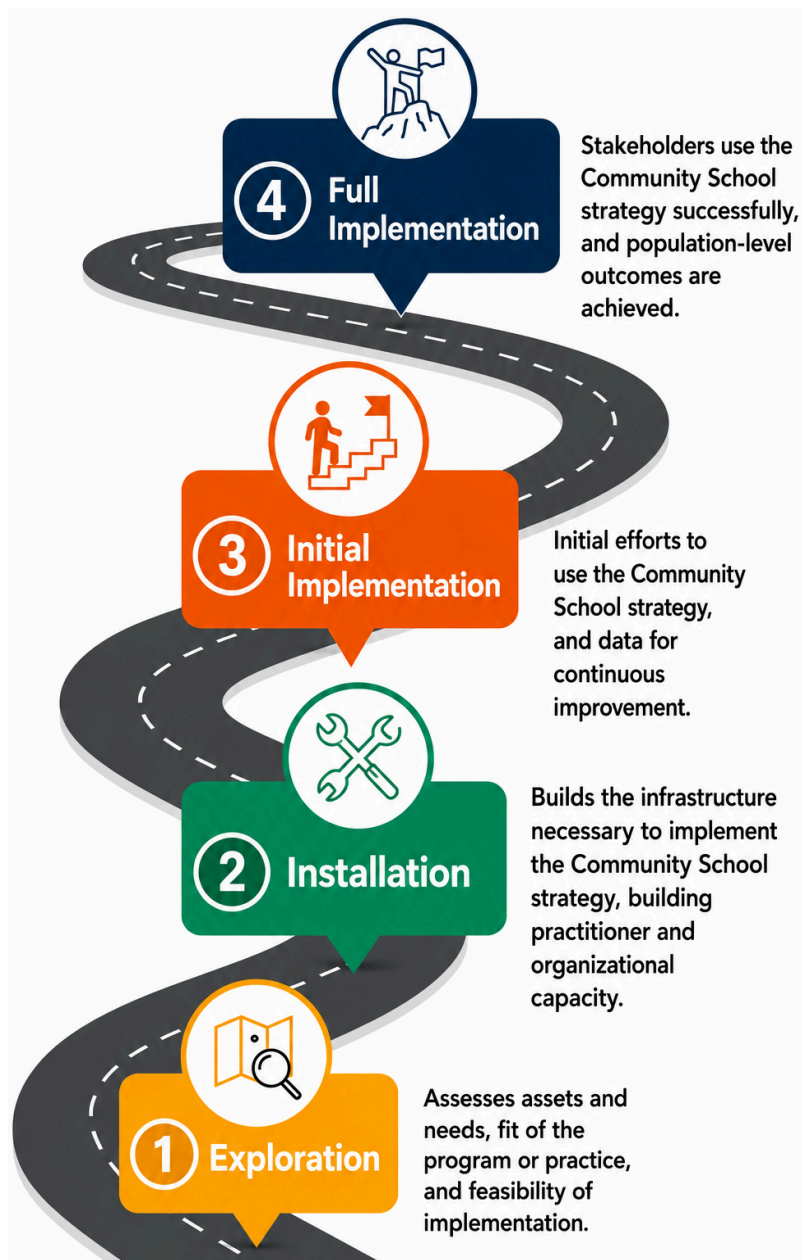 4
Full
Implementation
Stakeholders use the
Community School
strategy successfully,
and population-level
outcomes are
achieved.
3
Initial
Implementation
Initial efforts to
use the Community
School strategy,
and data for
continuous
improvement.
2
Installation
Builds the infrastructure
necessary to implement
the Community School
strategy, building
practitioner and
organizational
capacity.
1
Exploration
Assesses assets and
needs, fit of the
program or practice,
and feasibility of
implementation.